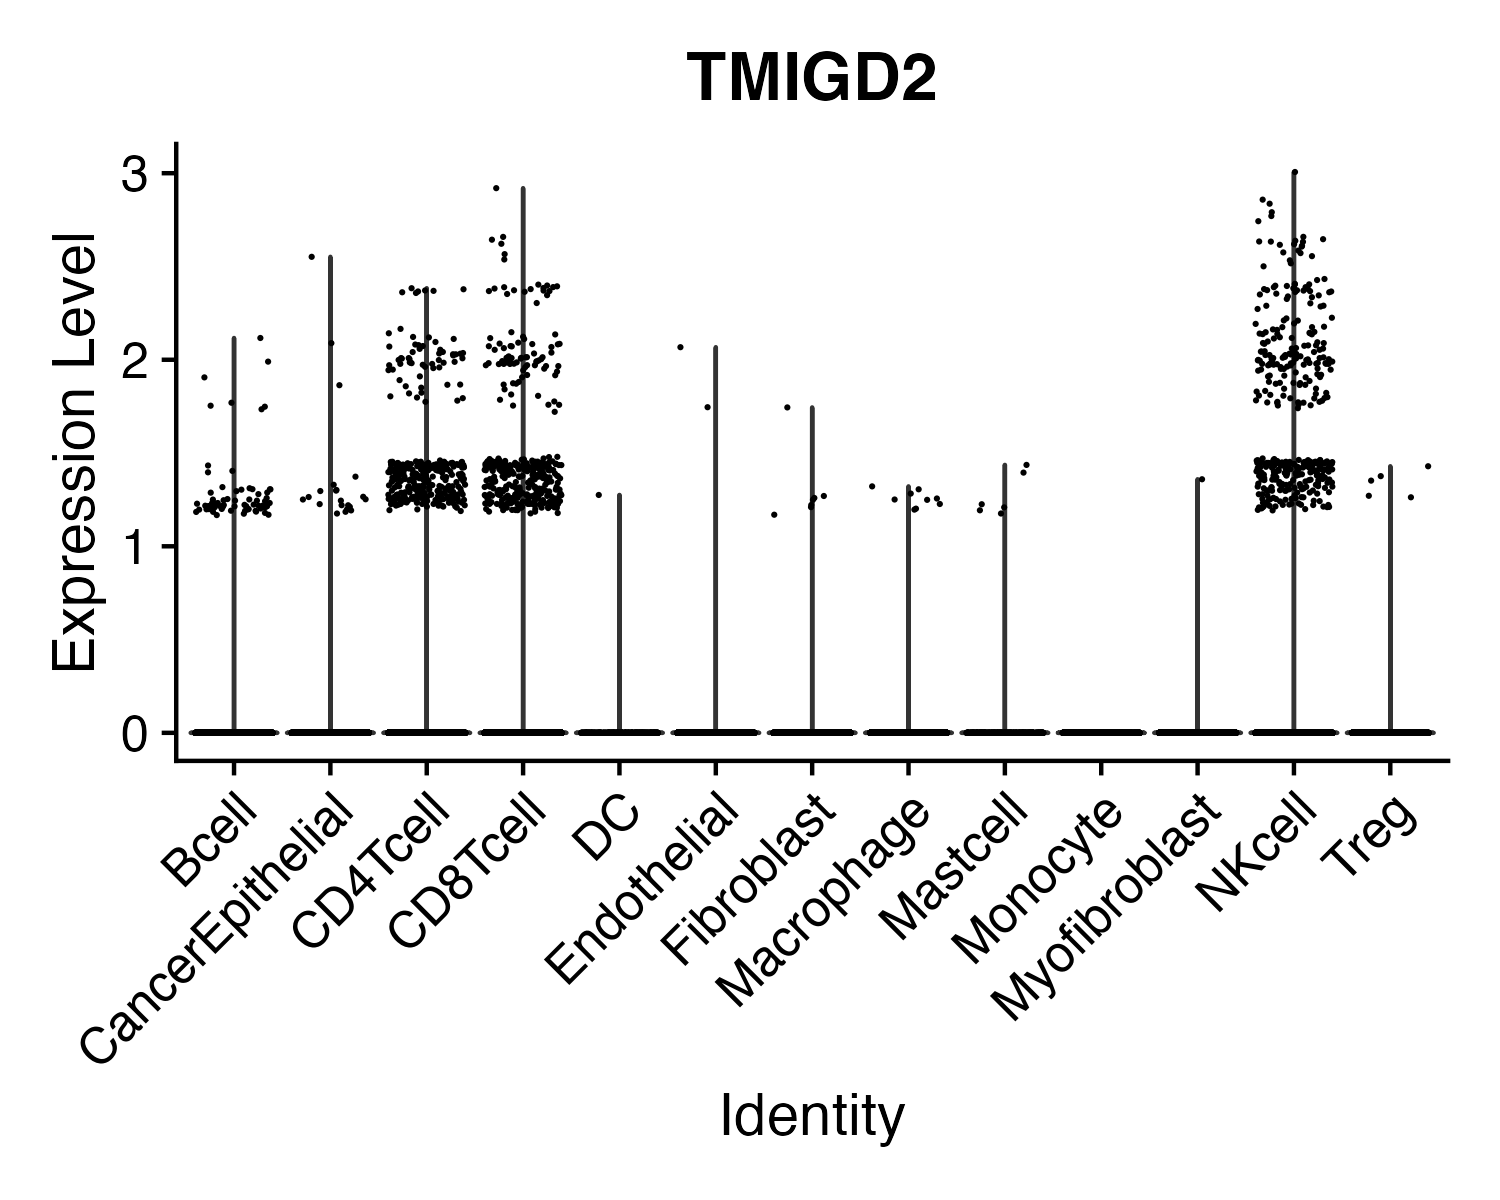 TMIGD2
Expression Level
3
2
1
0
Bcell
CancerEpithelial
CD4Tcell
CD8Tcell
DC
Endothelial
Fibroblast
Macrophage
Mastcell
Monocyte
Myofibroblast
NKcell
Treg
Identity